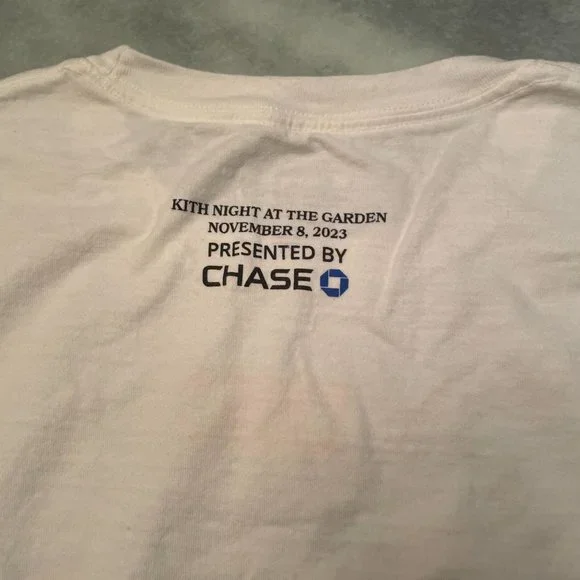 KITH NIGHT AT THE GARDEN
NOVEMBER 8, 2023
PRESENTED BY
CHASE